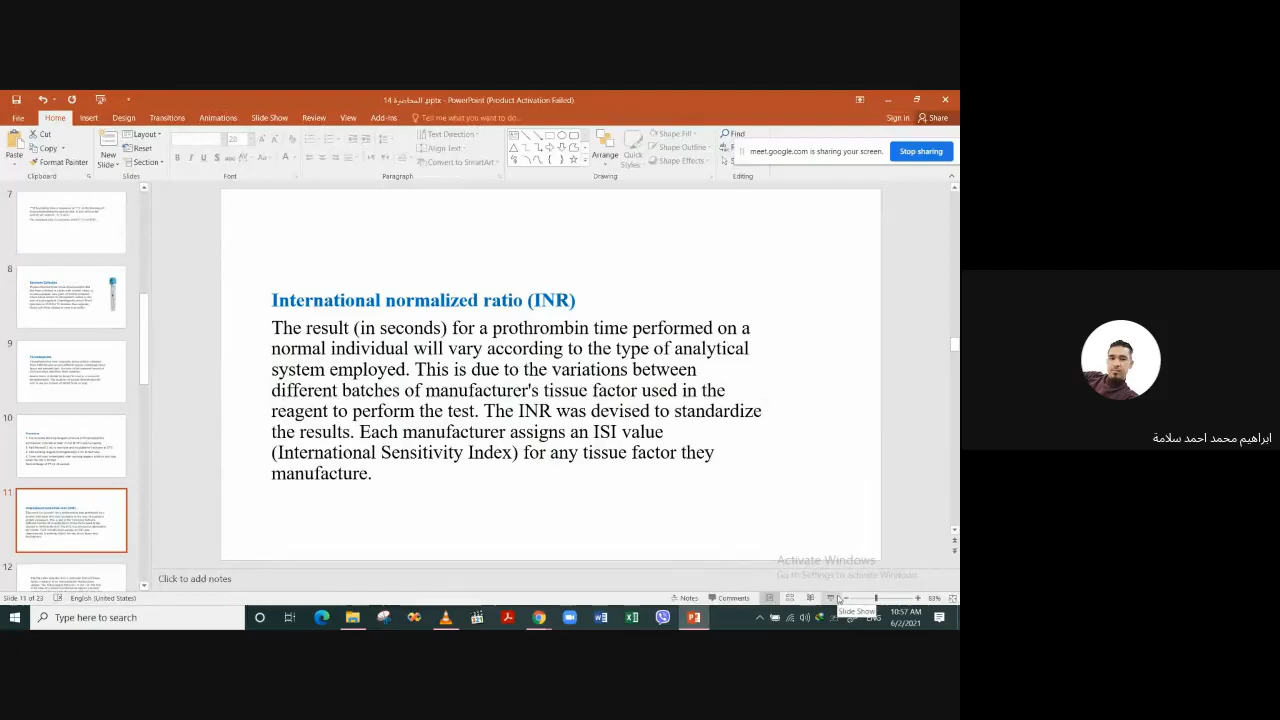 المحاضرة 14.pptx - PowerPoint (Product Activation Failed)
File Home Insert Design Transitions Animations Slide Show Review View Add-ins Tell me what you want to do... Sign in Share
Paste
Cut
Copy
Format Painter
Clipboard
New Slide
Layout
Reset
Section
Slides
28
Font
Text Direction
Align Text
Convert to SmartArt
Paragraph
Arrange
Quick Styles
Shape Fill
Shape Outline
Shape Effects
Drawing
Find
Editing
meet.google.com is sharing your screen.
Stop sharing
7
8
9
10
11
12
International normalized ratio (INR)
The result (in seconds) for a prothrombin time performed on a
normal individual will vary according to the type of analytical
system employed. This is due to the variations between
different batches of manufacturer's tissue factor used in the
reagent to perform the test. The INR was devised to standardize
the results. Each manufacturer assigns an ISI value
(International Sensitivity Index) for any tissue factor they
manufacture.
Activate Windows
Go to Settings to activate Windows.
Click to add notes
Slide 11 of 23 English (United States) Notes Comments 83%
Slide Show
Type here to search
ENG
10:57 AM
6/2/2021
ابراهيم محمد احمد سلامة